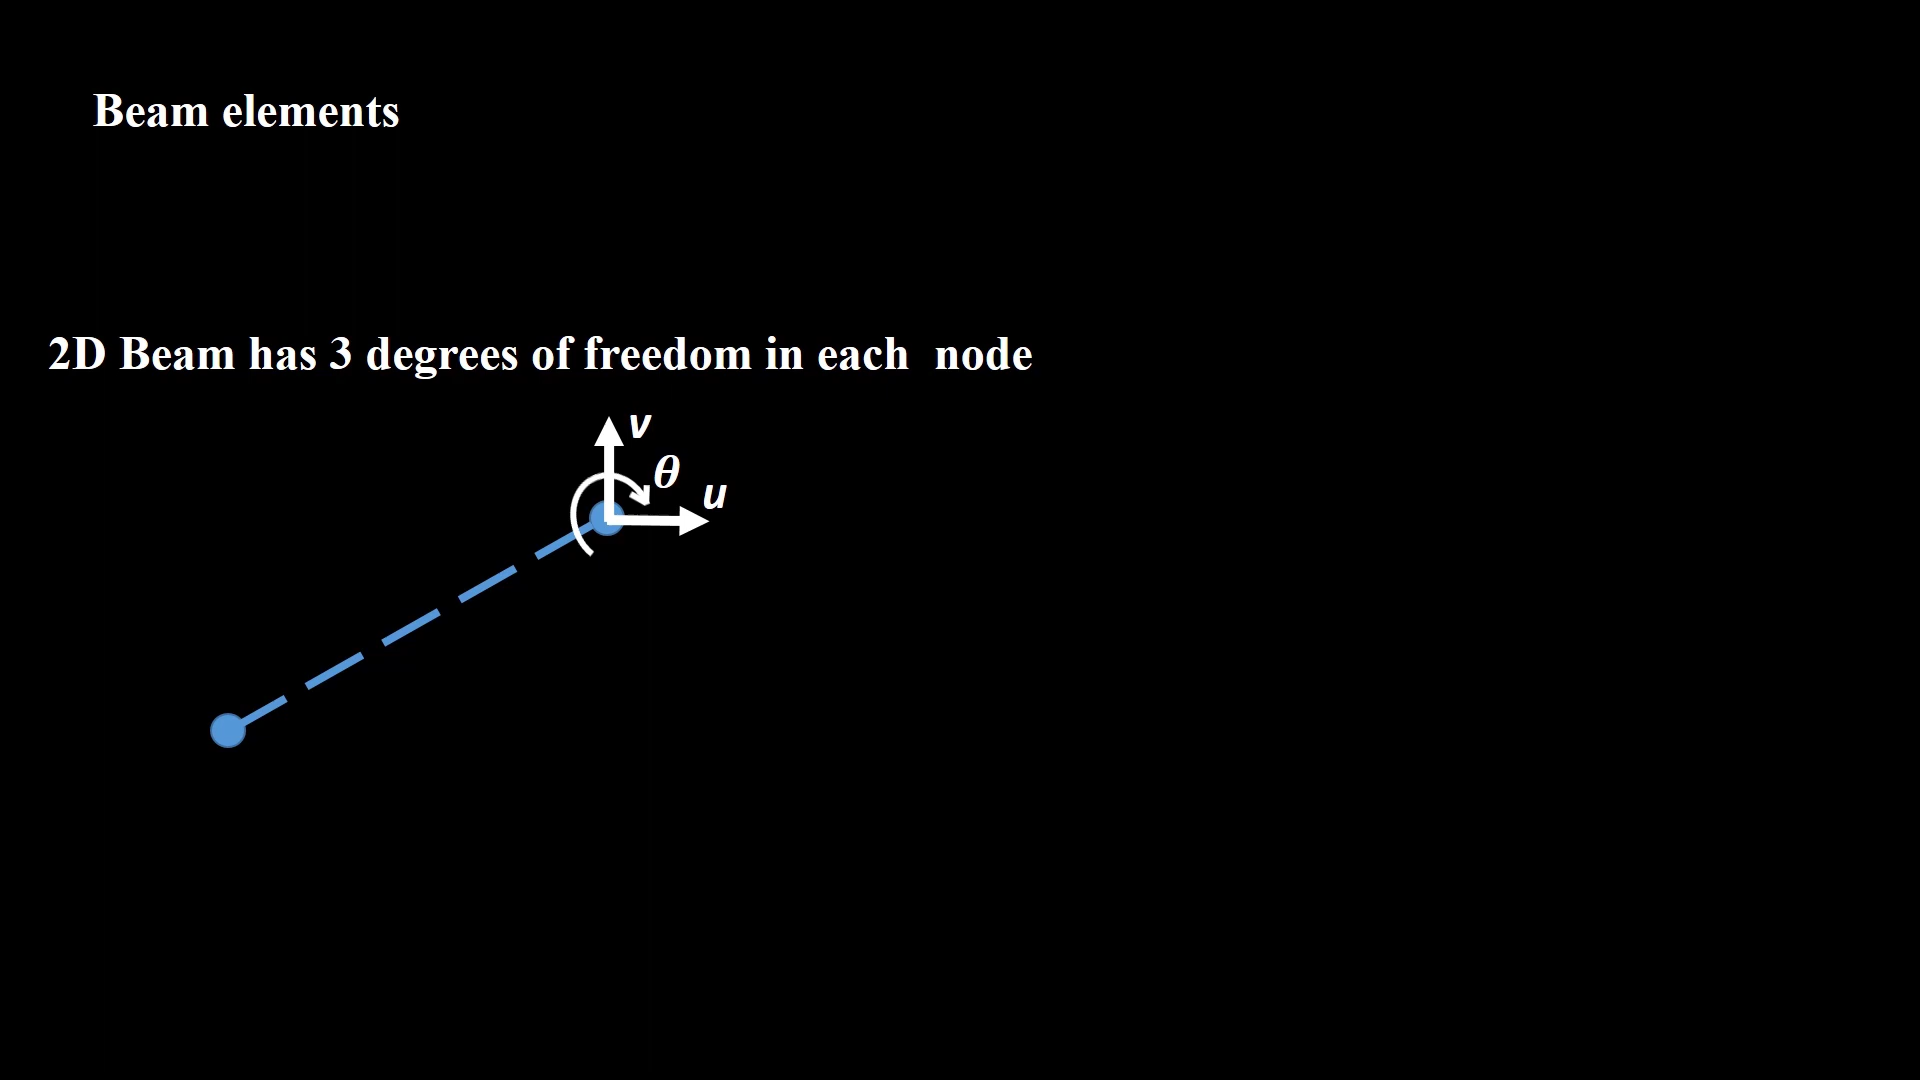 Beam elements
2D Beam has 3 degrees of freedom in each  node
v
θ
u